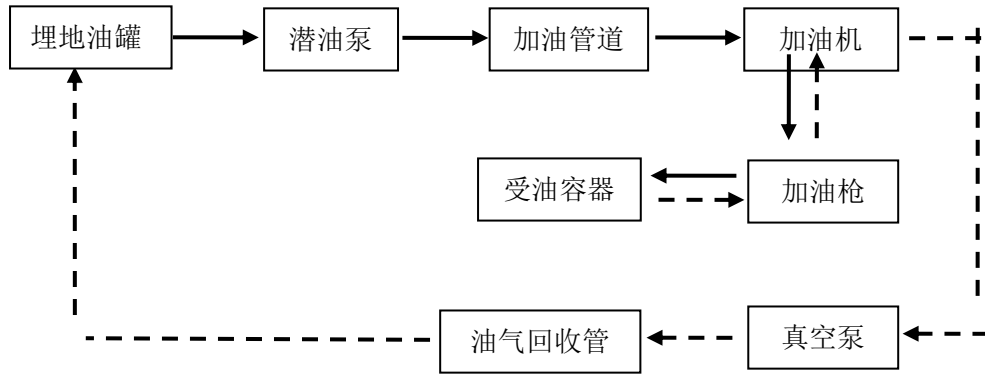 埋地油罐
潜油泵
加油管道
加油机
受油容器
加油枪
油气回收管
真空泵